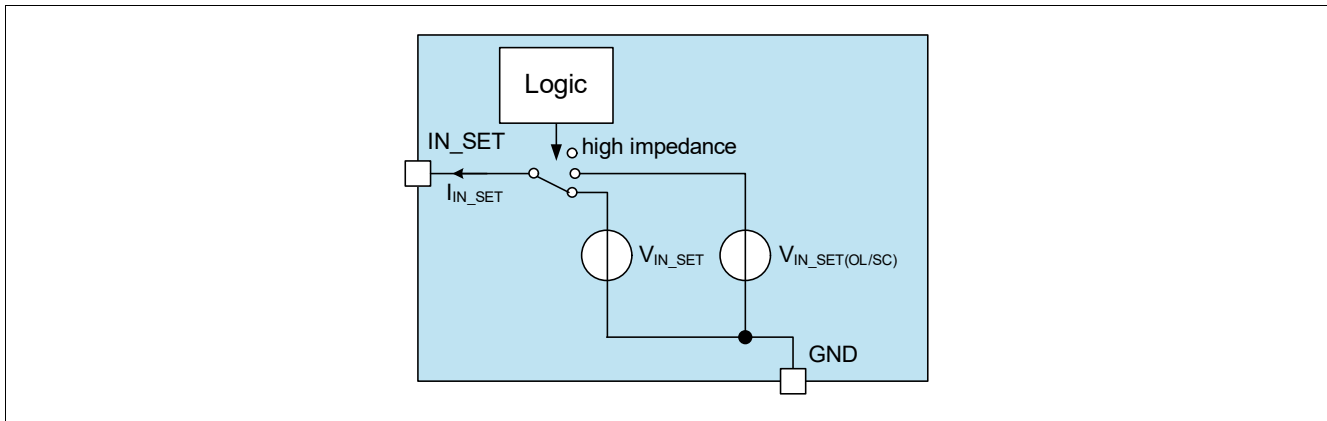 Logic
IN_SET
high impedance
I_IN_SET
V_IN_SET
V_IN_SET(OL/SC)
GND